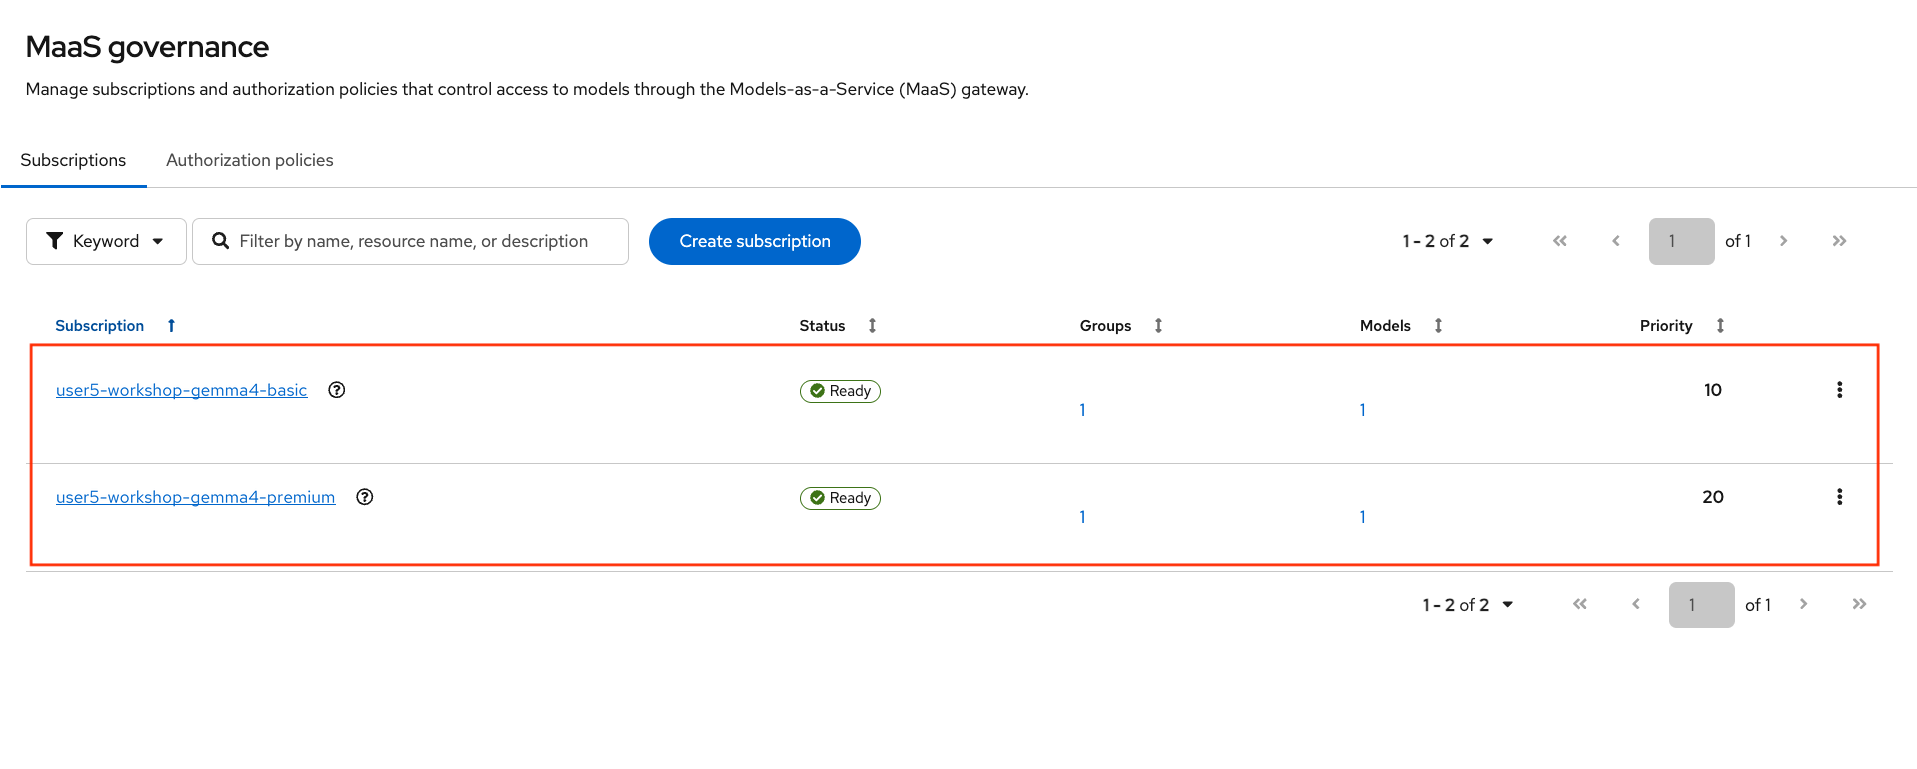 MaaS governance
Manage subscriptions and authorization policies that control access to models through the Models-as-a-Service (MaaS) gateway.
Subscriptions Authorization policies
Keyword Filter by name, resource name, or description Create subscription 1 - 2 of 2 1 of 1
Subscription Status Groups Models Priority
user5-workshop-gemma4-basic Ready 1 1 10
user5-workshop-gemma4-premium Ready 1 1 20
1 - 2 of 2 1 of 1